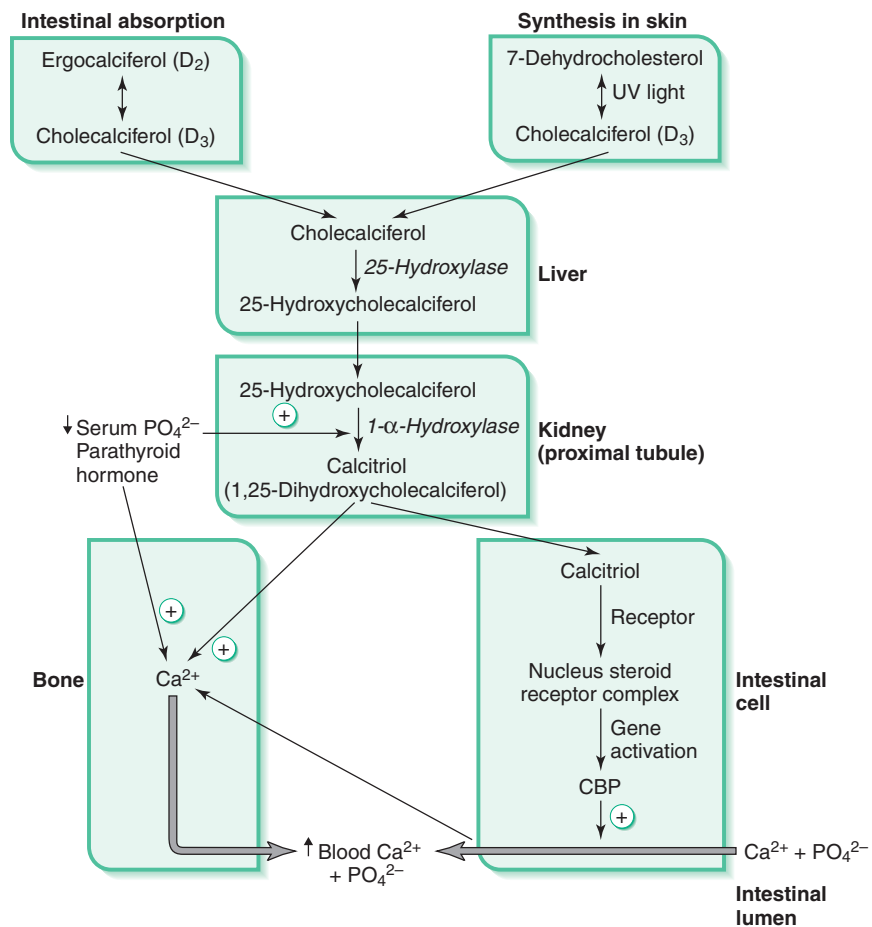 Intestinal absorption
Ergocalciferol (D₂)
Cholecalciferol (D₃)
Synthesis in skin
7-Dehydrocholesterol
UV light
Cholecalciferol (D₃)
Cholecalciferol
25-Hydroxylase
25-Hydroxycholecalciferol
Liver
25-Hydroxycholecalciferol
+
1-α-Hydroxylase
Calcitriol
(1,25-Dihydroxycholecalciferol)
Kidney
(proximal tubule)
↓ Serum PO₄²⁻
Parathyroid
hormone
+
+
Bone
Ca²⁺
Calcitriol
Receptor
Nucleus steroid
receptor complex
Gene
activation
CBP
+
Intestinal
cell
↑ Blood Ca²⁺
+ PO₄²⁻
Ca²⁺ + PO₄²⁻
Intestinal
lumen